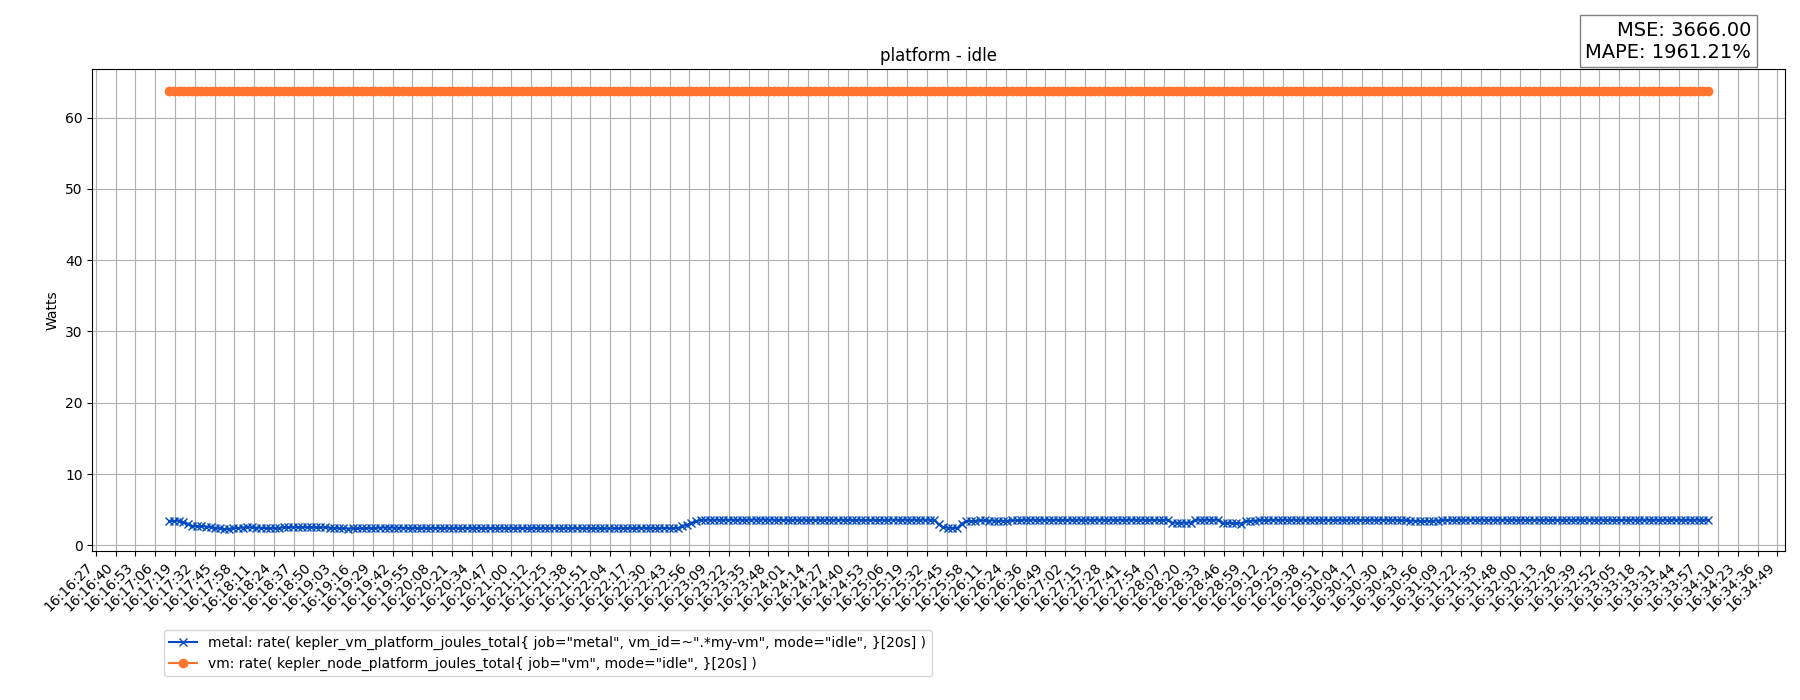 MSE: 3666.00
MAPE: 1961.21%
platform - idle
Watts
60
50
40
30
20
10
0
16:16:27 16:16:40 16:16:53 16:17:06 16:17:19 16:17:32 16:17:45 16:17:58 16:18:11 16:18:24 16:18:37 16:18:50 16:19:03 16:19:16 16:19:29 16:19:42 16:19:55 16:20:08 16:20:21 16:20:34 16:20:47 16:21:00 16:21:12 16:21:25 16:21:38 16:21:51 16:22:04 16:22:17 16:22:30 16:22:43 16:22:56 16:23:09 16:23:22 16:23:35 16:23:48 16:24:01 16:24:14 16:24:27 16:24:40 16:24:53 16:25:06 16:25:19 16:25:32 16:25:45 16:25:58 16:26:11 16:26:24 16:26:36 16:26:49 16:27:02 16:27:15 16:27:28 16:27:41 16:27:54 16:28:07 16:28:20 16:28:33 16:28:46 16:28:59 16:29:12 16:29:25 16:29:38 16:29:51 16:30:04 16:30:17 16:30:30 16:30:43 16:30:56 16:31:09 16:31:22 16:31:35 16:31:48 16:32:00 16:32:13 16:32:26 16:32:39 16:32:52 16:33:05 16:33:18 16:33:31 16:33:44 16:33:57 16:34:10 16:34:23 16:34:36 16:34:49
metal: rate( kepler_vm_platform_joules_total{ job="metal", vm_id=~".*my-vm", mode="idle", }[20s] )
vm: rate( kepler_node_platform_joules_total{ job="vm", mode="idle", }[20s] )